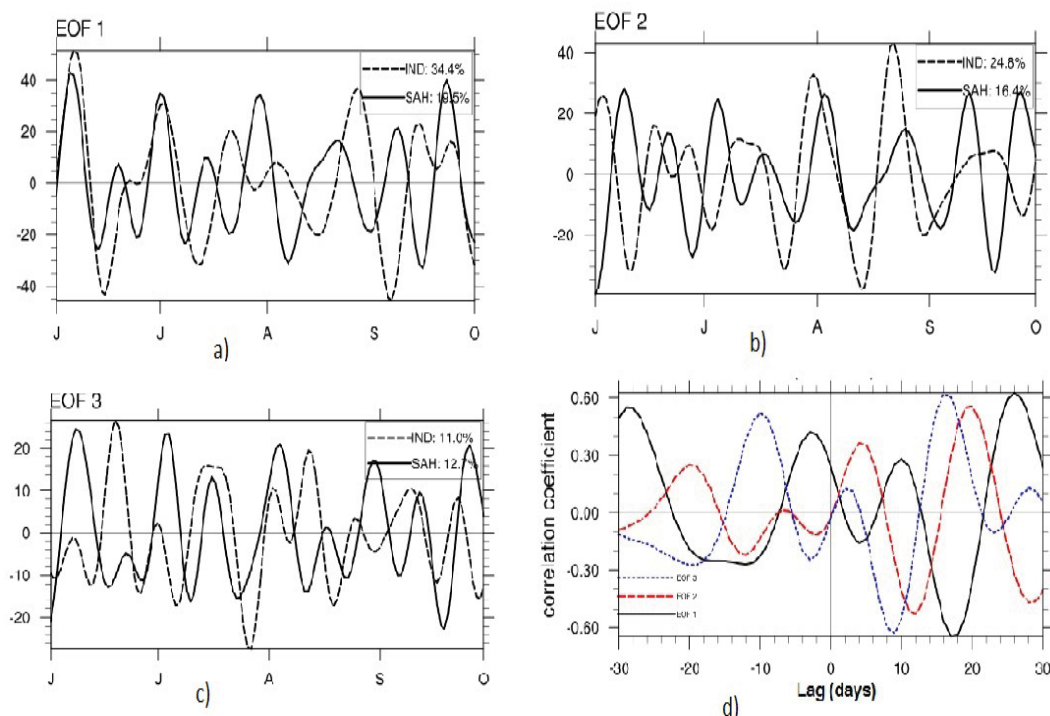 EOF 1
IND: 34.4%
SAH: 19.5%
40
20
0
-20
-40
J J A S O
a)
EOF 2
IND: 24.8%
SAH: 16.4%
40
20
0
-20
J J A S O
b)
EOF 3
IND: 11.0%
SAH: 12.7%
20
10
0
-10
-20
J J A S O
c)
correlation coefficient
0.60
0.30
0.00
-0.30
-0.60
EOF 3
EOF 2
EOF 1
-30 -20 -10 0 10 20 30
Lag (days)
d)